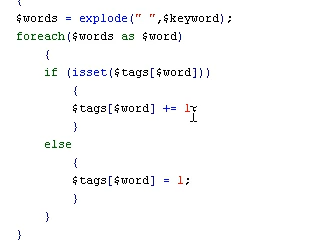 {
$words = explode(" ",$keyword);
foreach($words as $word)
{
if (isset($tags[$word]))
{
$tags[$word] += 1;
}
else
{
$tags[$word] = 1;
}
}
}